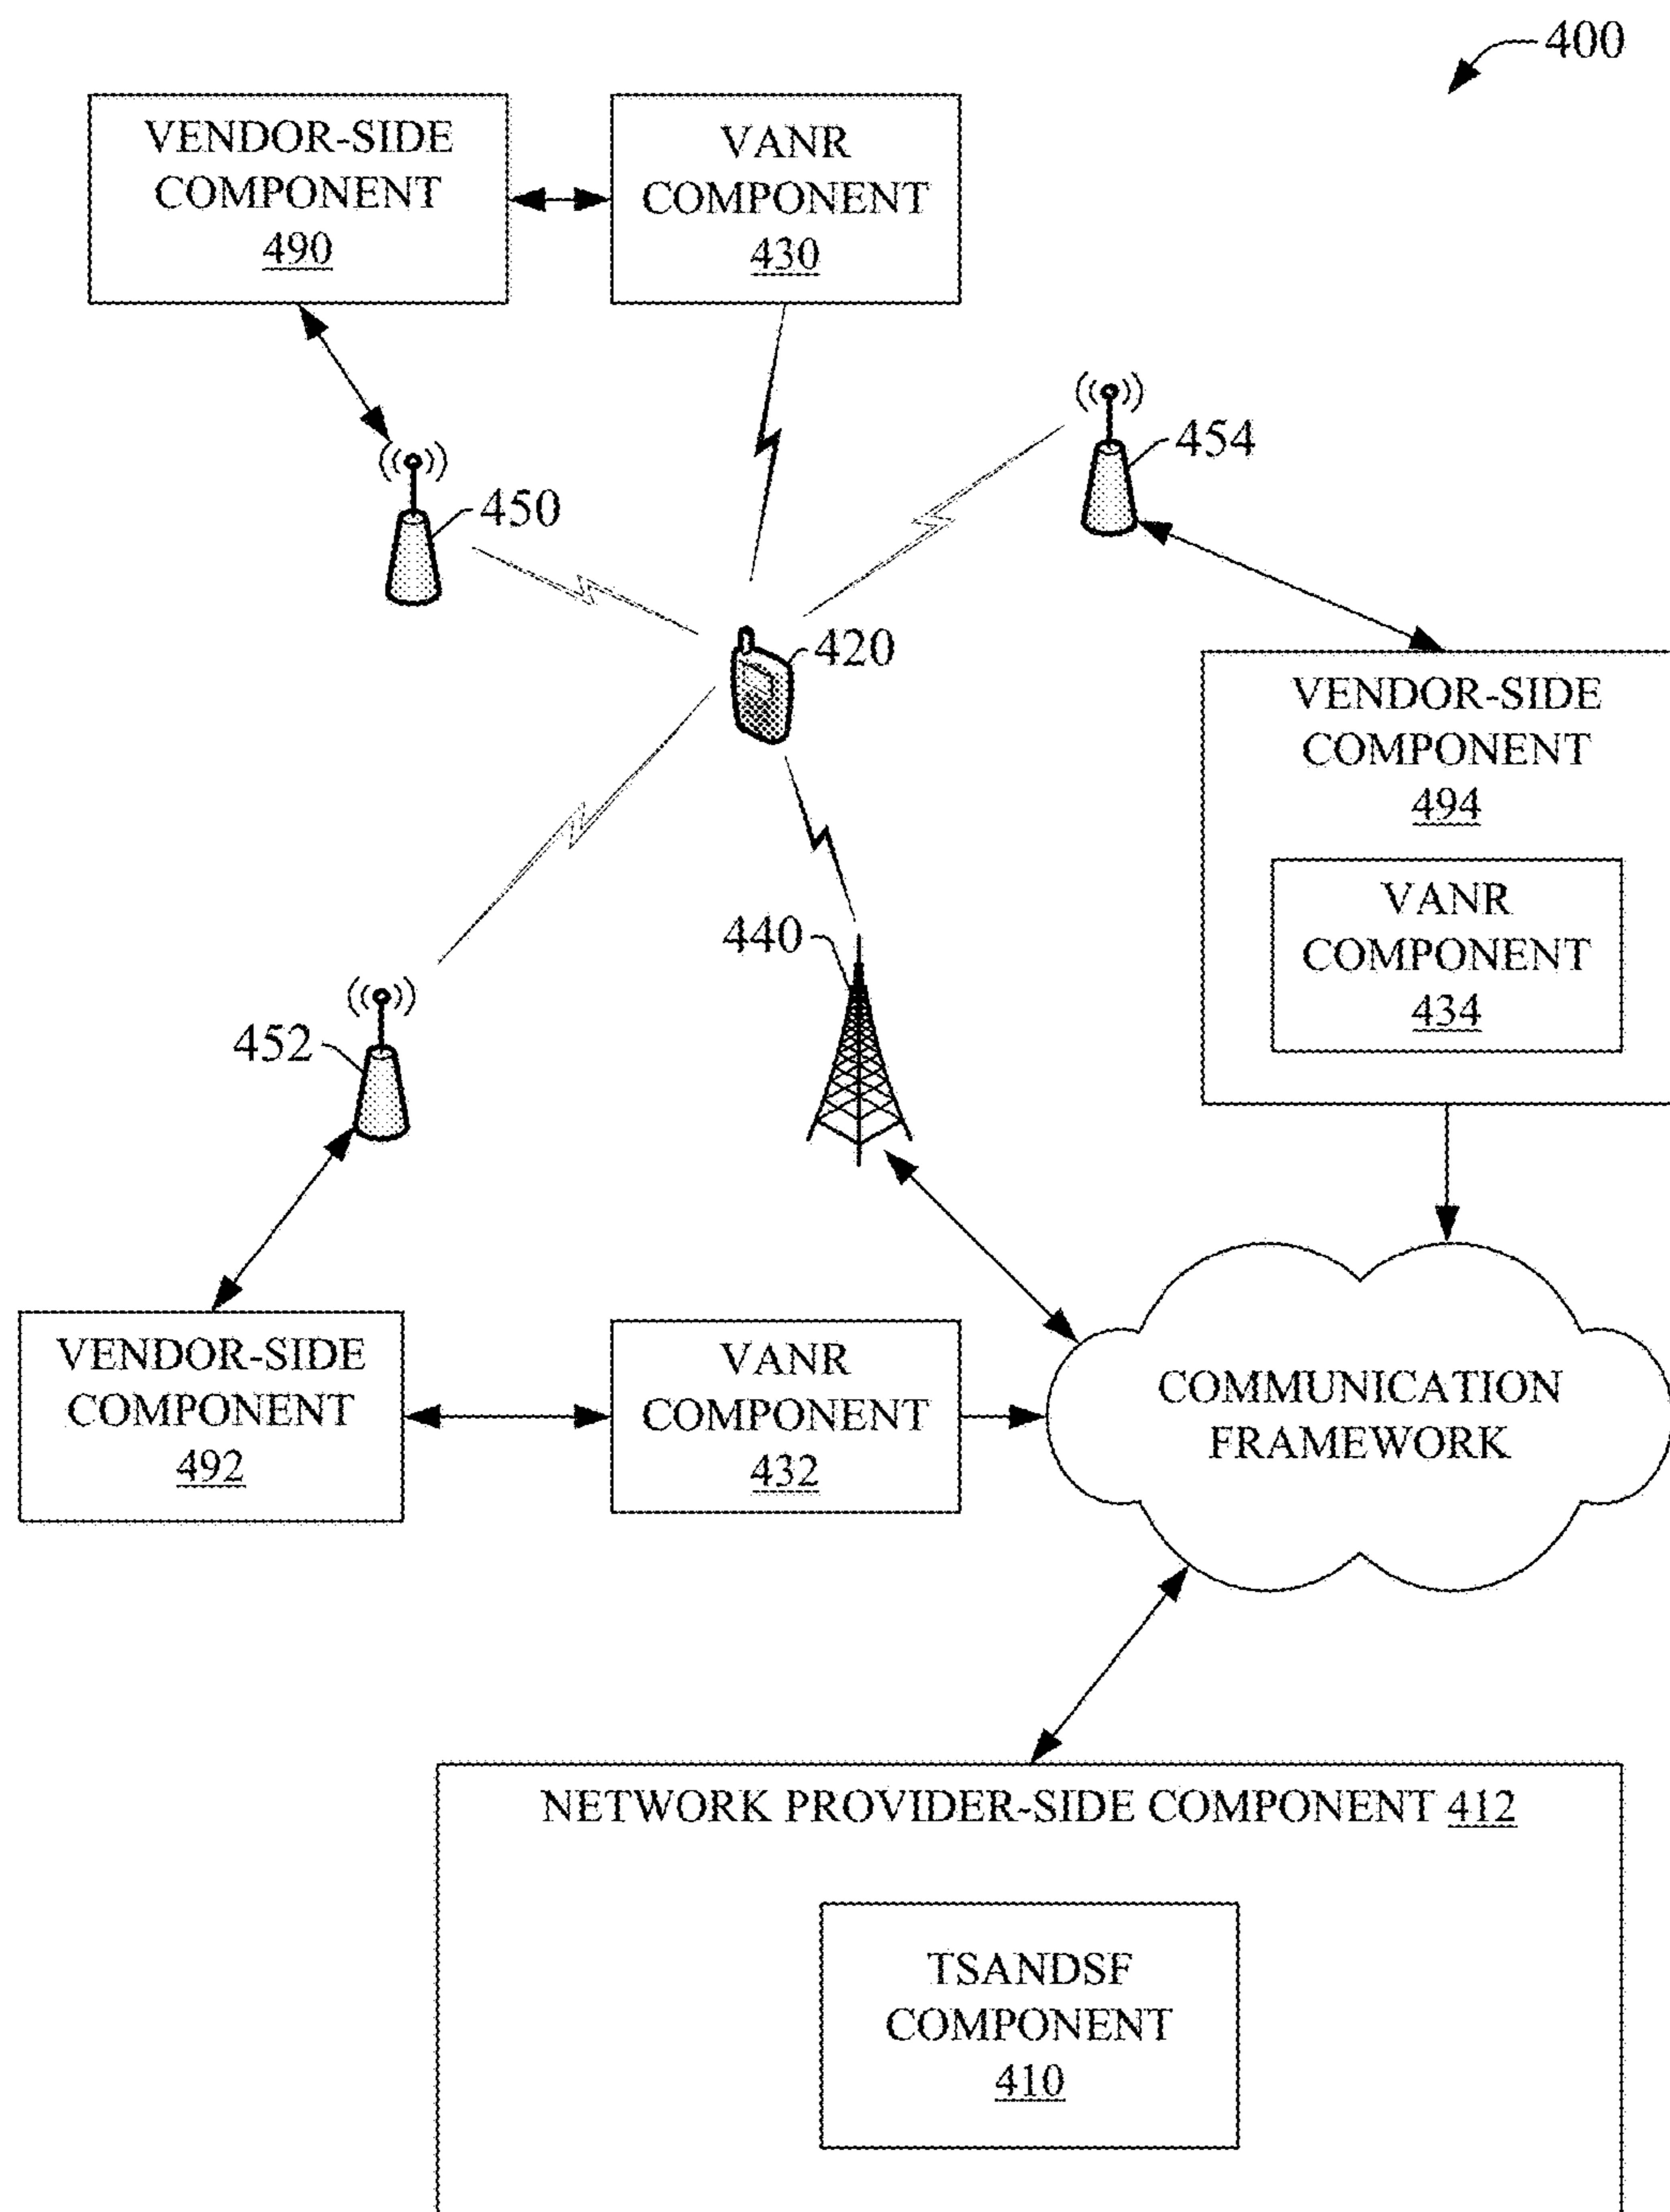 400
VENDOR-SIDE
COMPONENT
490
VANR
COMPONENT
430
454
450
420
VENDOR-SIDE
COMPONENT
494
VANR
COMPONENT
434
440
452
VENDOR-SIDE
COMPONENT
492
VANR
COMPONENT
432
COMMUNICATION
FRAMEWORK
NETWORK PROVIDER-SIDE COMPONENT 412
TSANDSF
COMPONENT
410